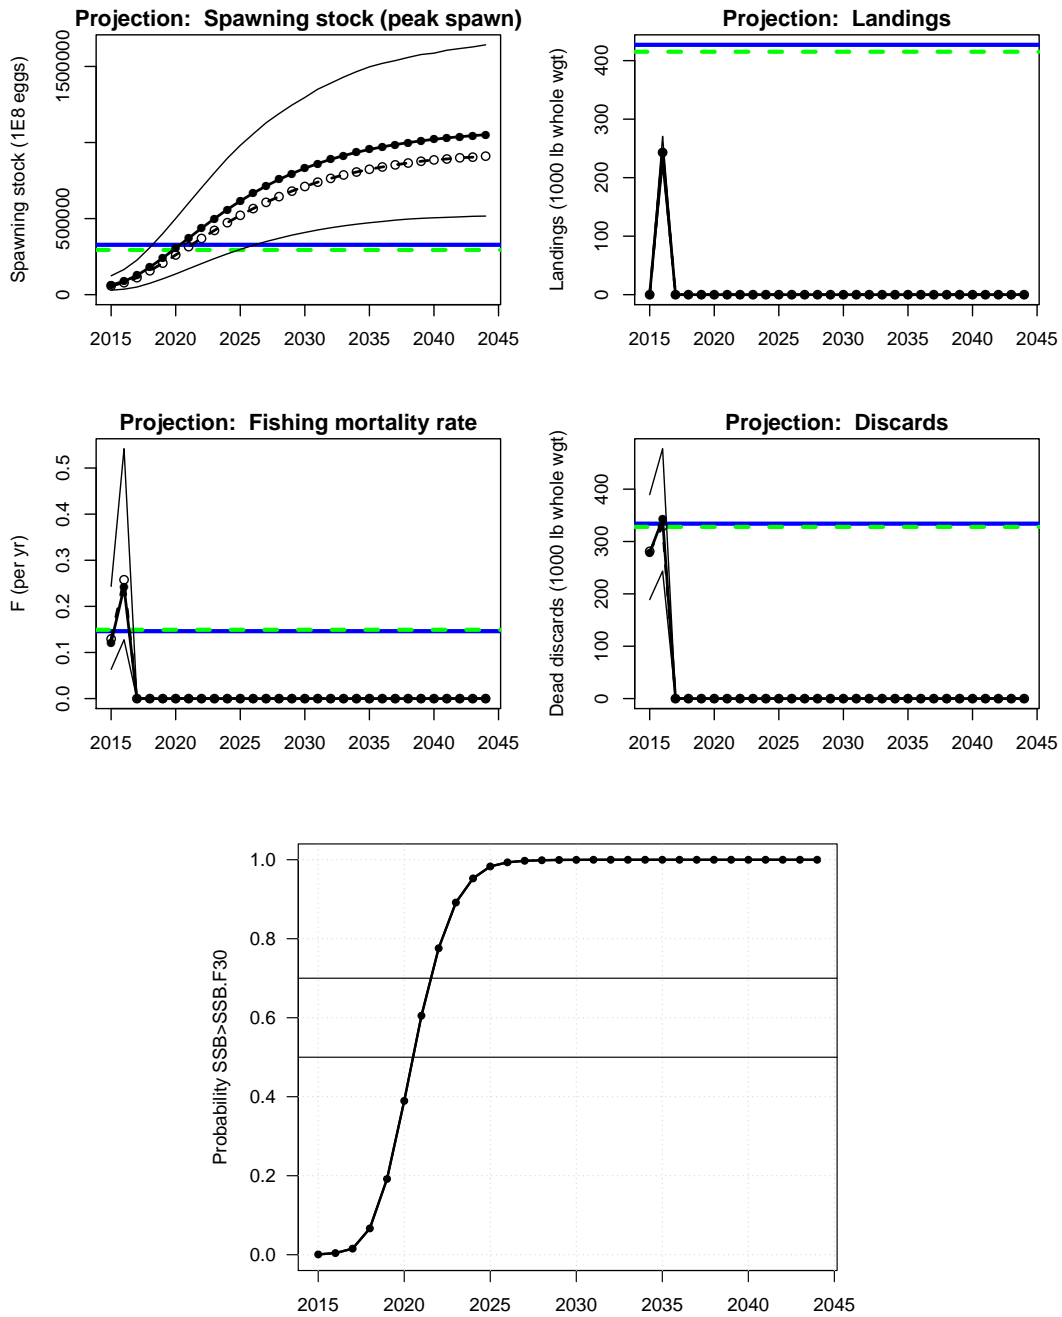 Projection: Spawning stock (peak spawn)
Spawning stock (1E8 eggs)
0 500000 1500000
2015 2020 2025 2030 2035 2040 2045
Projection: Landings
Landings (1000 lb whole wgt)
0 100 200 300 400
2015 2020 2025 2030 2035 2040 2045
Projection: Fishing mortality rate
F (per yr)
0.0 0.1 0.2 0.3 0.4 0.5
2015 2020 2025 2030 2035 2040 2045
Projection: Discards
Dead discards (1000 lb whole wgt)
0 100 200 300 400
2015 2020 2025 2030 2035 2040 2045
Probability SSB>SSB.F30
1.0
0.8
0.6
0.4
0.2
0.0
2015 2020 2025 2030 2035 2040 2045